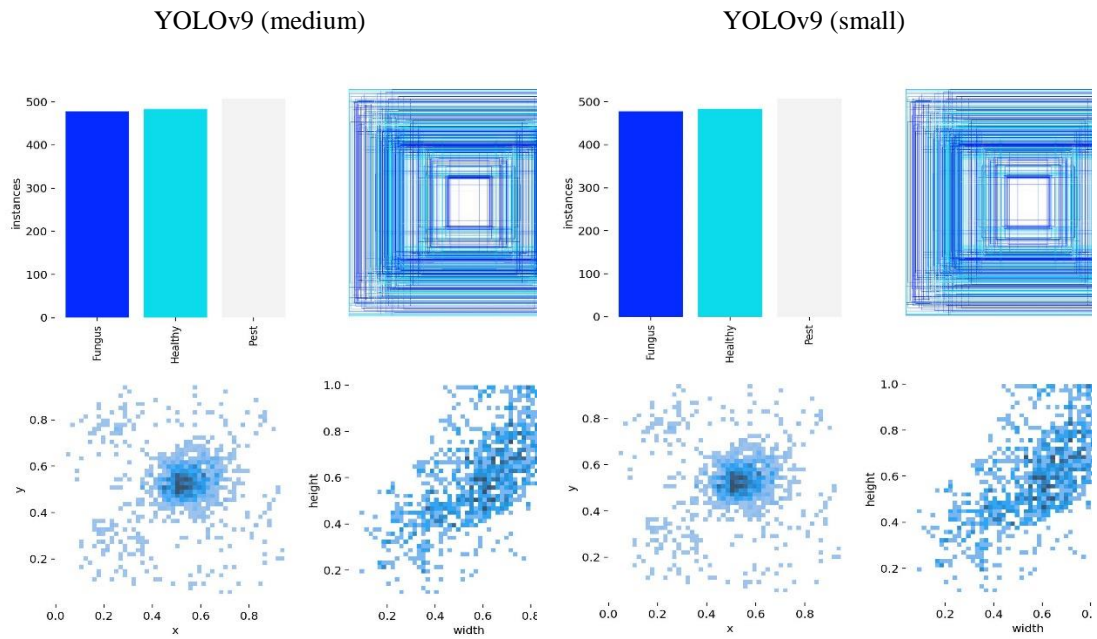 YOLOv9 (medium)
YOLOv9 (small)
500
400
300
200
100
0
instances
Fungus
Healthy
Pest
500
400
300
200
100
0
instances
Fungus
Healthy
Pest
0.8
0.6
0.4
0.2
y
0.0 0.2 0.4 0.6 0.8
x
1.0
0.8
0.6
0.4
0.2
height
0.2 0.4 0.6 0.8
width
0.8
0.6
0.4
0.2
y
0.0 0.2 0.4 0.6 0.8
x
1.0
0.8
0.6
0.4
0.2
height
0.2 0.4 0.6
width